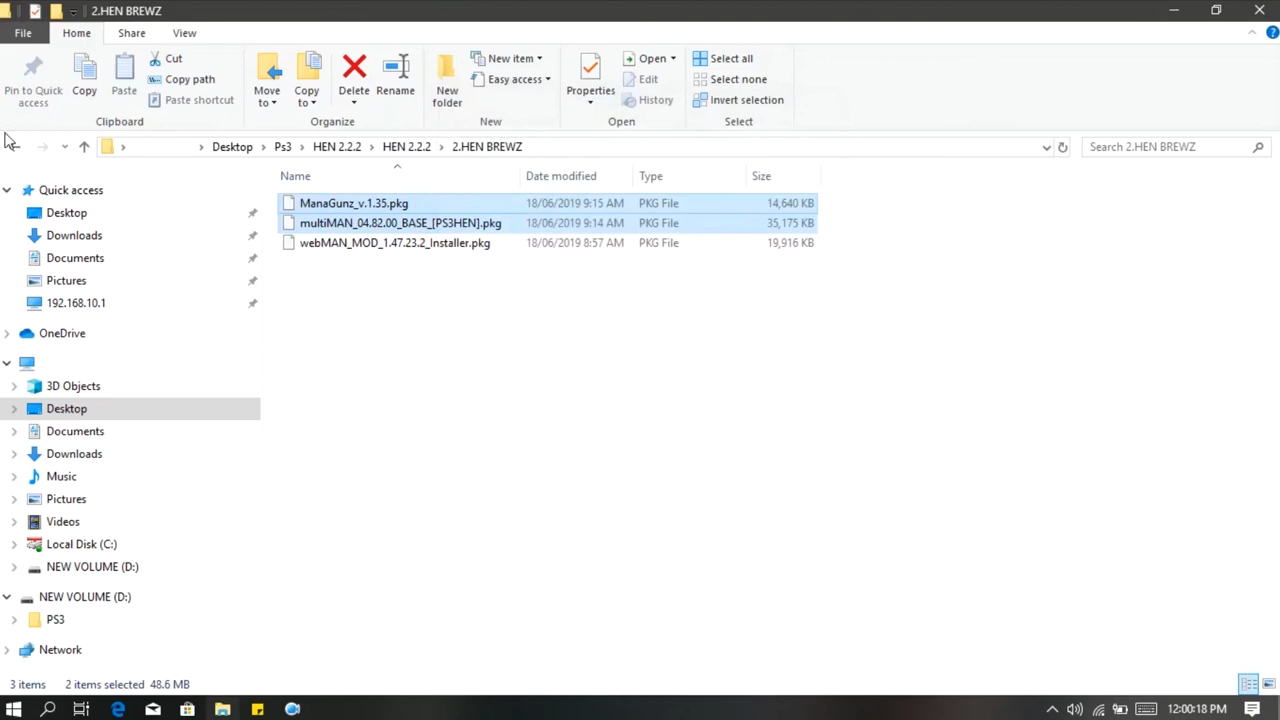 2.HEN BREWZ
File Home Share View
Pin to Quick access
Copy
Paste
Cut
Copy path
Paste shortcut
Clipboard
Move to
Copy to
Delete
Rename
Organize
New folder
New item
Easy access
New
Properties
Open
Edit
History
Open
Select all
Select none
Invert selection
Select
Desktop Ps3 HEN 2.2.2 HEN 2.2.2 2.HEN BREWZ
Search 2.HEN BREWZ
Name Date modified Type Size
ManaGunz_v.1.35.pkg 18/06/2019 9:15 AM PKG File 14,640 KB
multiMAN_04.82.00_BASE_[PS3HEN].pkg 18/06/2019 9:14 AM PKG File 35,175 KB
webMAN_MOD_1.47.23.2_Installer.pkg 18/06/2019 8:57 AM PKG File 19,916 KB
Quick access
Desktop
Downloads
Documents
Pictures
192.168.10.1
OneDrive
3D Objects
Desktop
Documents
Downloads
Music
Pictures
Videos
Local Disk (C:)
NEW VOLUME (D:)
NEW VOLUME (D:)
PS3
Network
3 items 2 items selected 48.6 MB
12:00:18 PM